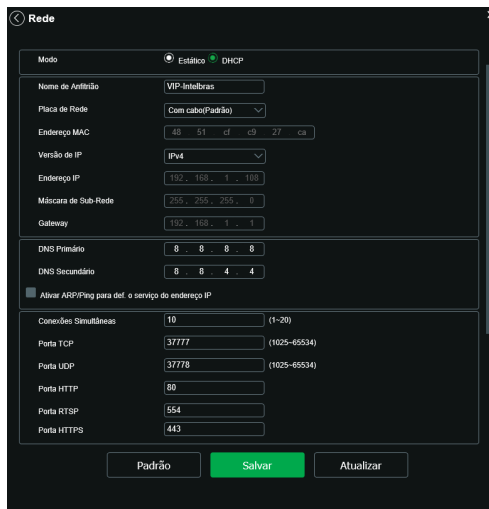 Rede
Modo Estático DHCP
Nome de Anfitrião VIP-Intelbras
Placa de Rede Com cabo(Padrão)
Endereço MAC 48 51 cf c9 27 ca
Versão de IP IPv4
Endereço IP 192. 168. 1 . 108
Máscara de Sub-Rede 255. 255. 255. 0
Gateway 192. 168. 1 . 1
DNS Primário 8 . 8 . 8 . 8
DNS Secundário 8 . 8 . 4 . 4
Ativar ARP/Ping para def. o serviço do endereço IP
Conexões Simultâneas 10 (1~20)
Porta TCP 37777 (1025~65534)
Porta UDP 37778 (1025~65534)
Porta HTTP 80
Porta RTSP 554
Porta HTTPS 443
Padrão Salvar Atualizar